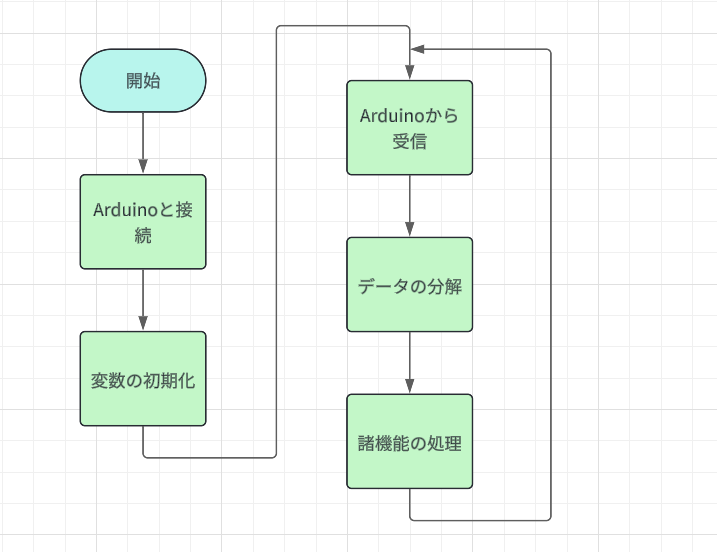 開始
Arduinoと接
続
変数の初期化
Arduinoから
受信
データの分解
諸機能の処理